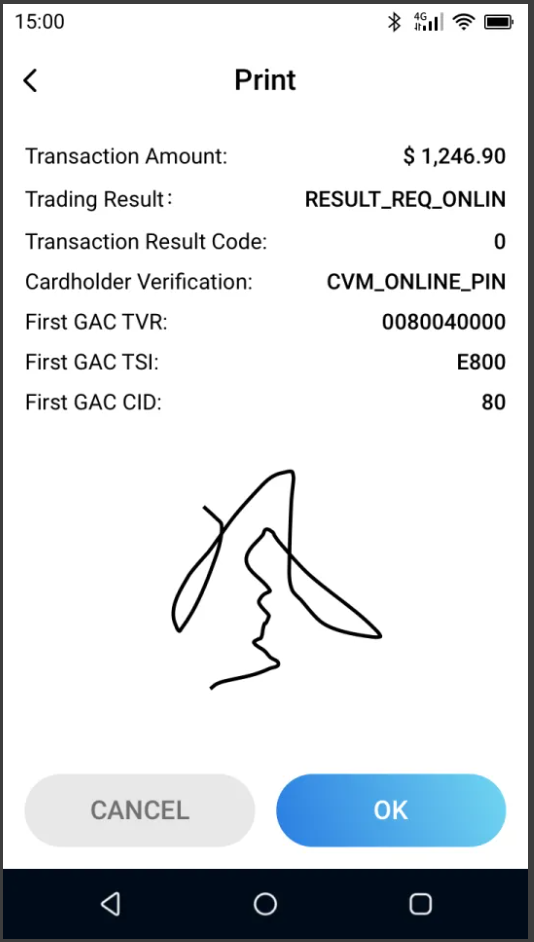 15:00 4G
Print
Transaction Amount: $ 1,246.90
Trading Result: RESULT_REQ_ONLIN
Transaction Result Code: 0
Cardholder Verification: CVM_ONLINE_PIN
First GAC TVR: 0080040000
First GAC TSI: E800
First GAC CID: 80
CANCEL OK